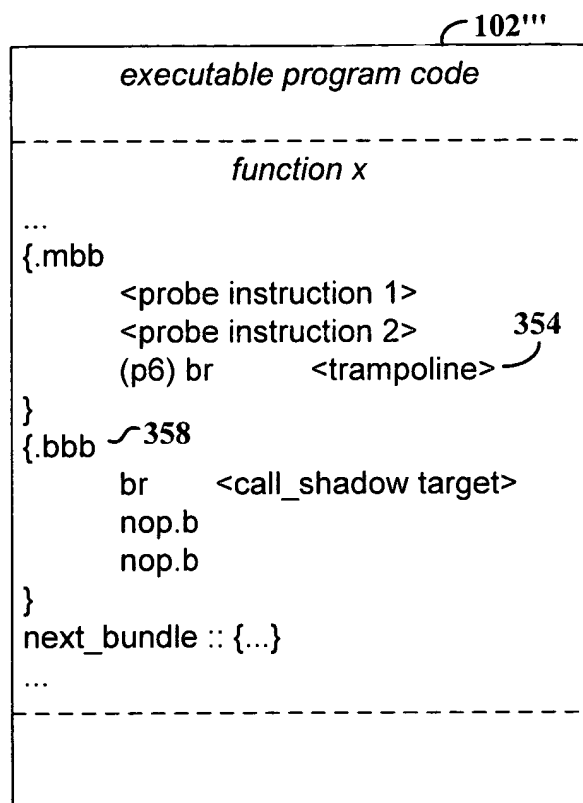 102'''
executable program code
function x
...
{.mbb
<probe instruction 1>
<probe instruction 2> 354
(p6) br <trampoline>
}
{.bbb 358
br <call_shadow target>
nop.b
nop.b
}
next_bundle :: {...}
...